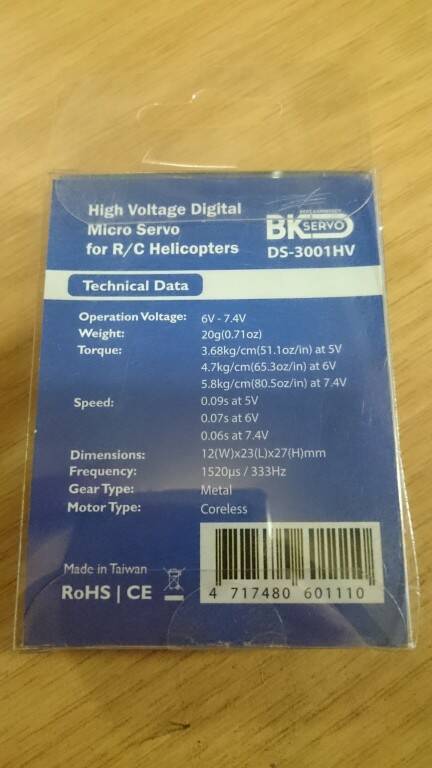 High Voltage Digital
Micro Servo
for R/C Helicopters
BK SERVO
DS-3001HV
Technical Data
Operation Voltage: 6V - 7.4V
Weight: 20g(0.71oz)
Torque: 3.68kg/cm(51.1oz/in) at 5V
4.7kg/cm(65.3oz/in) at 6V
5.8kg/cm(80.5oz/in) at 7.4V
Speed: 0.09s at 5V
0.07s at 6V
0.06s at 7.4V
Dimensions: 12(W)x23(L)x27(H)mm
Frequency: 1520µs / 333Hz
Gear Type: Metal
Motor Type: Coreless
Made in Taiwan
RoHS | CE
4 717480 601110